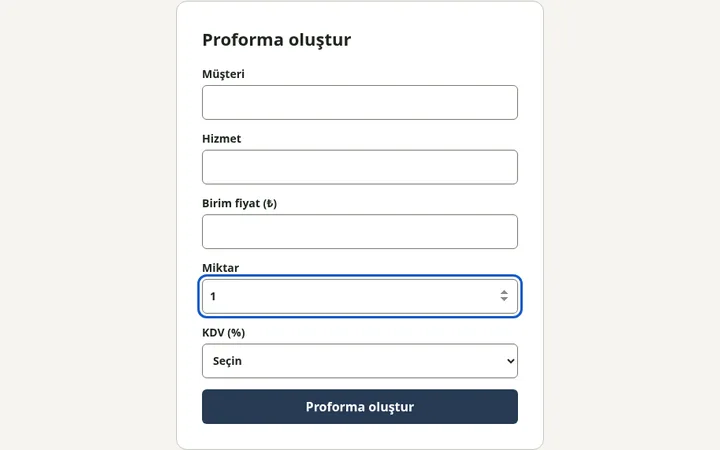 Proforma oluştur
Müşteri
Hizmet
Birim fiyat (₺)
Miktar
1
KDV (%)
Seçin
Proforma oluştur